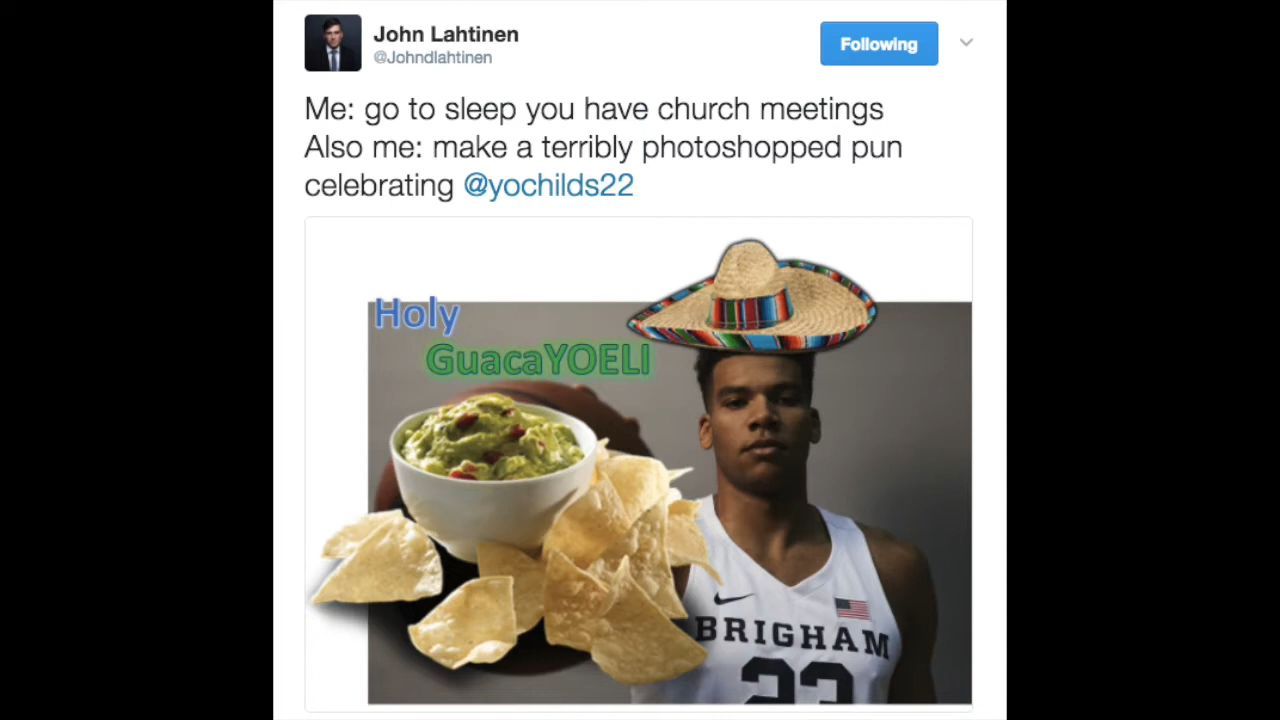 John Lahtinen
@Johndlahtinen
Following
Me: go to sleep you have church meetings
Also me: make a terribly photoshopped pun
celebrating @yochilds22
Holy
GuacaYOELI
BRIGHAM
23